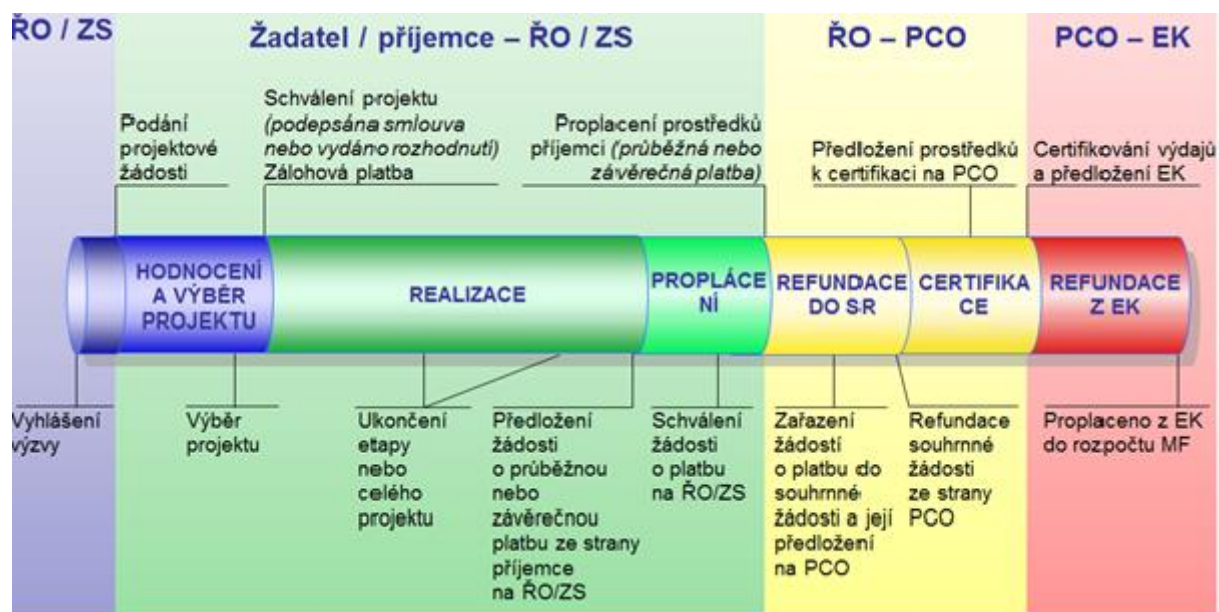 ŘO / ZS
Žadatel / příjemce – ŘO / ZS
ŘO – PCO
PCO – EK
Podání
projektové
žádosti
Schválení projektu
(podepsána smlouva
nebo vydáno rozhodnutí)
Zálohová platba
Proplacení prostředků
příjemci (průběžná nebo
závěrečná platba)
Předložení prostředků
k certifikaci na PCO
Certifikování výdajů
a předložení EK
HODNOCENÍ
A VÝBĚR
PROJEKTU
REALIZACE
PROPLÁCE
NÍ
REFUNDACE
DO SR
CERTIFIKA
CE
REFUNDACE
Z EK
Vyhlášení
výzvy
Výběr
projektu
Ukončení
etapy
nebo
celého
projektu
Předložení
žádosti
o průběžnou
nebo
závěrečnou
platbu ze strany
příjemce
na ŘO/ZS
Schválení
žádosti
o platbu
na ŘO/ZS
Zařazení
žádostí
o platbu do
souhrnné
žádosti a její
předložení
na PCO
Refundace
souhrnné
žádosti
ze strany
PCO
Proplaceno z EK
do rozpočtu MF